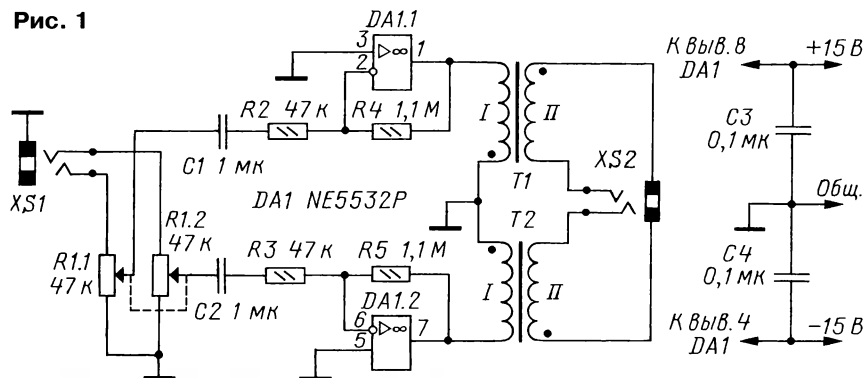 Рис. 1
DA1.1
3
2
▷∞
1
К выв. 8
DA1
+15 В
R2 47 к
R4 1,1 М
C1 1 мк
I
II
T1
XS2
C3
0,1 мк
XS1
DA1 NE5532P
T2
Общ.
R1.1
47 к
R1.2
47 к
R3 47 к
R5 1,1 М
C2 1 мк
DA1.2
6
5
▷∞
7
I
II
C4
0,1 мк
К выв. 4
DA1
−15 В